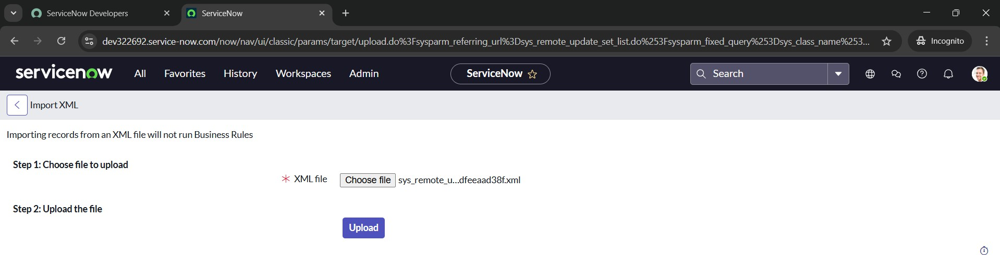 ServiceNow Developers
ServiceNow
dev322692.service-now.com/now/nav/ui/classic/params/target/upload.do%3Fsysparm_referring_url%3Dsys_remote_update_set_list.do%253Fsysparm_fixed_query%253Dsys_class_name%253...
Incognito
servicenow
All
Favorites
History
Workspaces
Admin
ServiceNow
Search
Import XML
Importing records from an XML file will not run Business Rules
Step 1: Choose file to upload
XML file
Choose file sys_remote_u...dfeeaad38f.xml
Step 2: Upload the file
Upload